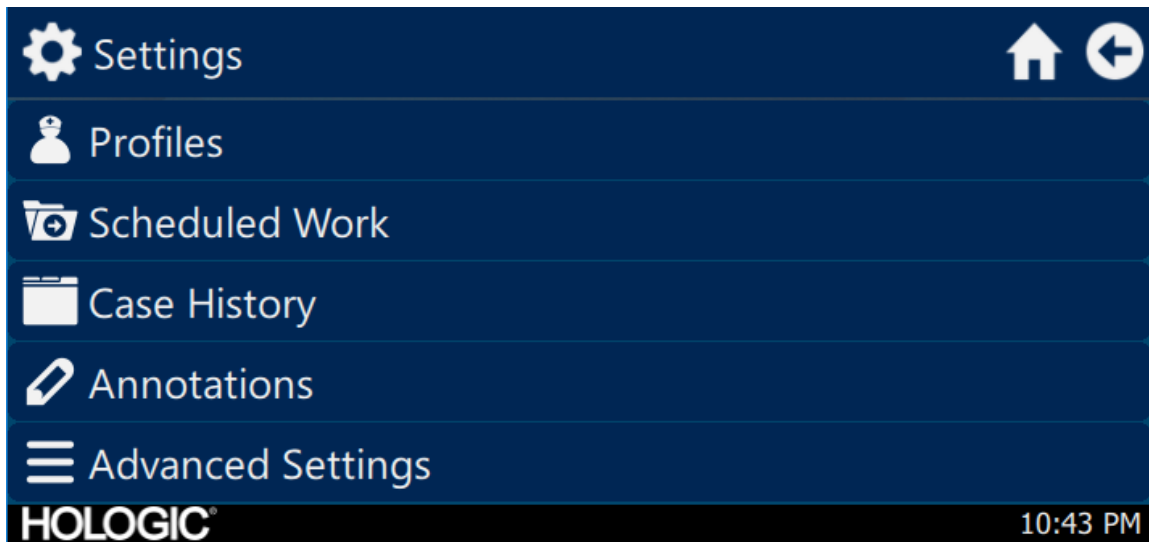 Settings
Profiles
Scheduled Work
Case History
Annotations
Advanced Settings
HOLOGIC®
10:43 PM